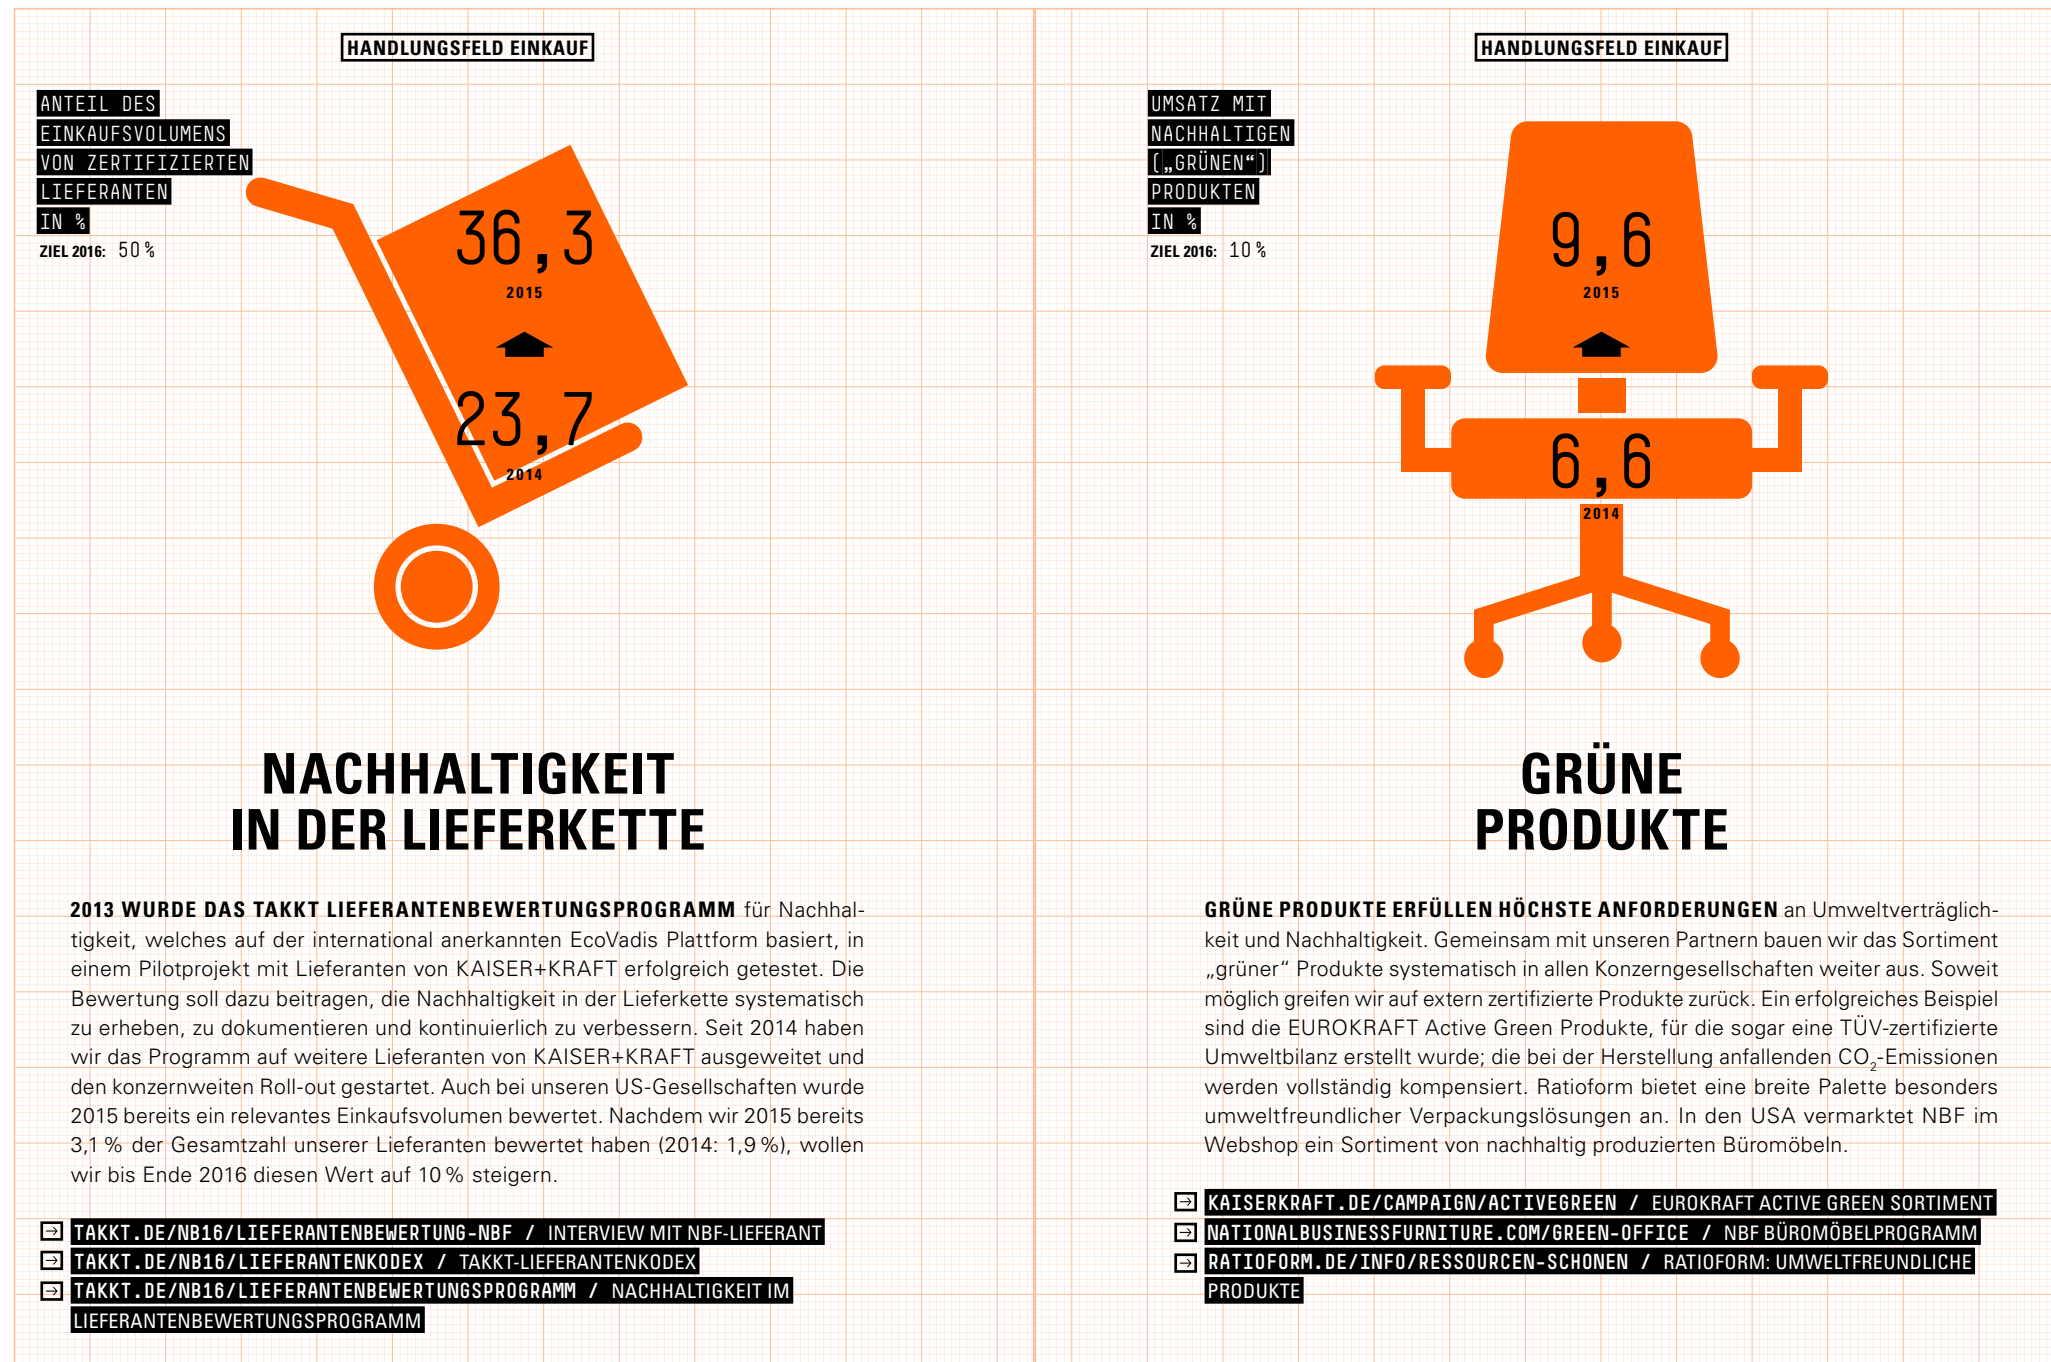 HANDLUNGSFELD EINKAUF
ANTEIL DES
EINKAUFSVOLUMENS
VON ZERTIFIZIERTEN
LIEFERANTEN
IN %
ZIEL 2016: 50 %
36,3
2015
23,7
2014
NACHHALTIGKEIT
IN DER LIEFERKETTE
2013 WURDE DAS TAKKT LIEFERANTENBEWERTUNGSPROGRAMM für Nachhal-
tigkeit, welches auf der international anerkannten EcoVadis Plattform basiert, in
einem Pilotprojekt mit Lieferanten von KAISER+KRAFT erfolgreich getestet. Die
Bewertung soll dazu beitragen, die Nachhaltigkeit in der Lieferkette systematisch
zu erheben, zu dokumentieren und kontinuierlich zu verbessern. Seit 2014 haben
wir das Programm auf weitere Lieferanten von KAISER+KRAFT ausgeweitet und
den konzernweiten Roll-out gestartet. Auch bei unseren US-Gesellschaften wurde
2015 bereits ein relevantes Einkaufsvolumen bewertet. Nachdem wir 2015 bereits
3,1 % der Gesamtzahl unserer Lieferanten bewertet haben (2014: 1,9 %), wollen
wir bis Ende 2016 diesen Wert auf 10 % steigern.
TAKKT.DE/NB16/LIEFERANTENBEWERTUNG-NBF / INTERVIEW MIT NBF-LIEFERANT
TAKKT.DE/NB16/LIEFERANTENKODEX / TAKKT-LIEFERANTENKODEX
TAKKT.DE/NB16/LIEFERANTENBEWERTUNGSPROGRAMM / NACHHALTIGKEIT IM
LIEFERANTENBEWERTUNGSPROGRAMM
HANDLUNGSFELD EINKAUF
UMSATZ MIT
NACHHALTIGEN
(„GRÜNEN“)
PRODUKTEN
IN %
ZIEL 2016: 10 %
9,6
2015
6,6
2014
GRÜNE
PRODUKTE
GRÜNE PRODUKTE ERFÜLLEN HÖCHSTE ANFORDERUNGEN an Umweltverträglich-
keit und Nachhaltigkeit. Gemeinsam mit unseren Partnern bauen wir das Sortiment
„grüner“ Produkte systematisch in allen Konzerngesellschaften weiter aus. Soweit
möglich greifen wir auf extern zertifizierte Produkte zurück. Ein erfolgreiches Beispiel
sind die EUROKRAFT Active Green Produkte, für die sogar eine TÜV-zertifizierte
Umweltbilanz erstellt wurde; die bei der Herstellung anfallenden CO₂-Emissionen
werden vollständig kompensiert. Ratioform bietet eine breite Palette besonders
umweltfreundlicher Verpackungslösungen an. In den USA vermarktet NBF im
Webshop ein Sortiment von nachhaltig produzierten Büromöbeln.
KAISERKRAFT.DE/CAMPAIGN/ACTIVEGREEN / EUROKRAFT ACTIVE GREEN SORTIMENT
NATIONALBUSINESSFURNITURE.COM/GREEN-OFFICE / NBF BÜROMÖBELPROGRAMM
RATIOFORM.DE/INFO/RESSOURCEN-SCHONEN / RATIOFORM: UMWELTFREUNDLICHE
PRODUKTE